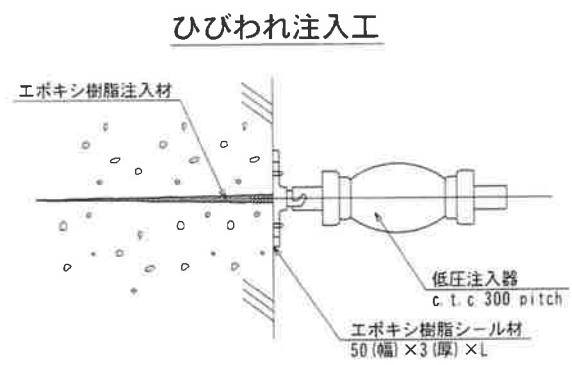 ひびわれ注入工
エポキシ樹脂注入材
低圧注入器
c.t.c 300 pitch
エポキシ樹脂シール材
50(幅)×3(厚)×L